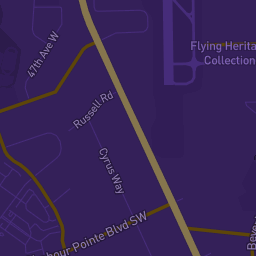 Flying Herita
Collection
47th Ave W
Russell Rd
Cyrus Way
bour Pointe Blvd SW